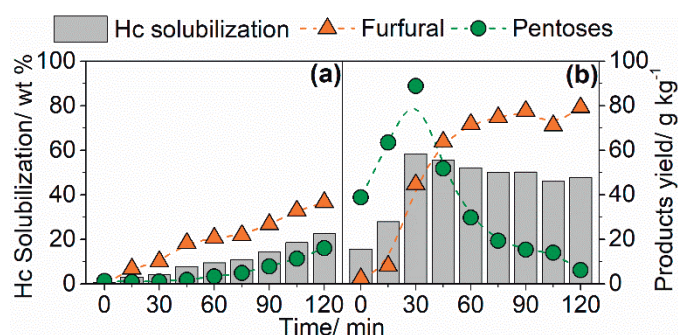 Hc solubilization Furfural Pentoses
(a) (b)
Hc Solubilization/ wt %
100
80
60
40
20
0
0 30 60 90 120 0 30 60 90 120
Time/ min
100
80
60
40
20
0
Products yield/ g kg⁻¹